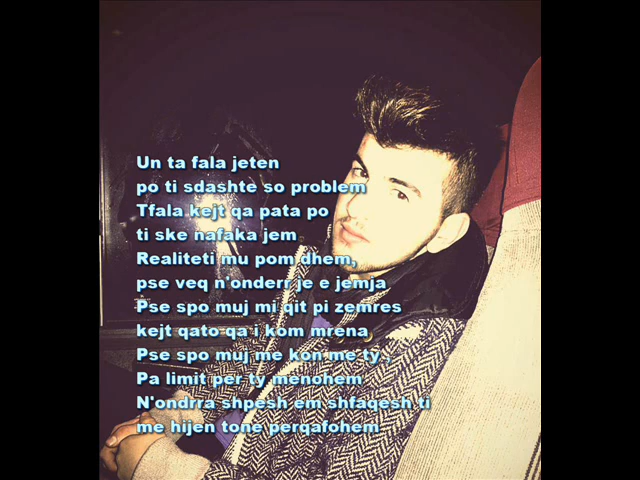 Un ta fala jeten
po ti sdashte so problem
Tfala kejt qa pata po
ti ske nafaka jem
Realiteti mu pom dhem,
pse veq n'onderr je e jemja
Pse spo muj mi qit pi zemres
kejt qato qa i kom mrena
Pse spo muj me kon me ty ,
Pa limit per ty menohem
N'ondrra shpesh em shfaqesh ti
me hijen tone perqafohem